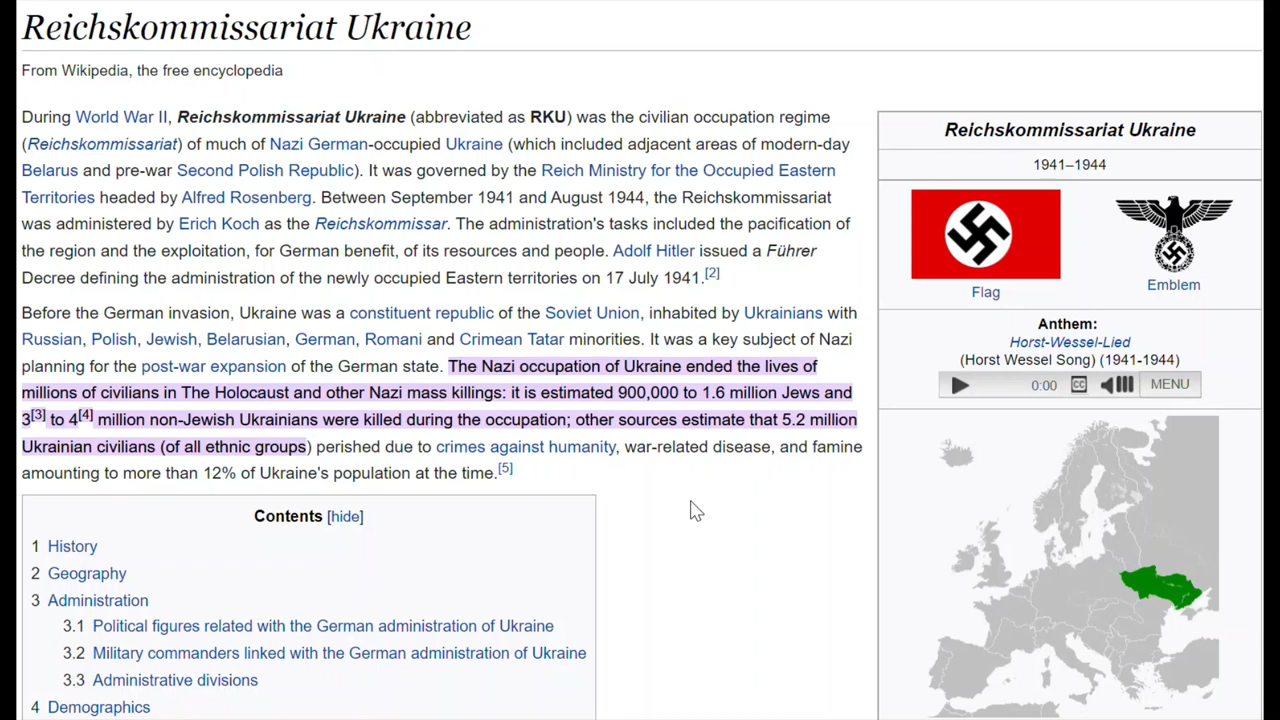 Reichskommissariat Ukraine
From Wikipedia, the free encyclopedia
During World War II, Reichskommissariat Ukraine (abbreviated as RKU) was the civilian occupation regime
(Reichskommissariat) of much of Nazi German-occupied Ukraine (which included adjacent areas of modern-day
Belarus and pre-war Second Polish Republic). It was governed by the Reich Ministry for the Occupied Eastern
Territories headed by Alfred Rosenberg. Between September 1941 and August 1944, the Reichskommissariat
was administered by Erich Koch as the Reichskommissar. The administration's tasks included the pacification of
the region and the exploitation, for German benefit, of its resources and people. Adolf Hitler issued a Führer
Decree defining the administration of the newly occupied Eastern territories on 17 July 1941.[2]
Before the German invasion, Ukraine was a constituent republic of the Soviet Union, inhabited by Ukrainians with
Russian, Polish, Jewish, Belarusian, German, Romani and Crimean Tatar minorities. It was a key subject of Nazi
planning for the post-war expansion of the German state. The Nazi occupation of Ukraine ended the lives of
millions of civilians in The Holocaust and other Nazi mass killings: it is estimated 900,000 to 1.6 million Jews and
3[3] to 4[4] million non-Jewish Ukrainians were killed during the occupation; other sources estimate that 5.2 million
Ukrainian civilians (of all ethnic groups) perished due to crimes against humanity, war-related disease, and famine
amounting to more than 12% of Ukraine's population at the time.[5]
Contents [hide]
1 History
2 Geography
3 Administration
3.1 Political figures related with the German administration of Ukraine
3.2 Military commanders linked with the German administration of Ukraine
3.3 Administrative divisions
4 Demographics
Reichskommissariat Ukraine
1941–1944
Flag
Emblem
Anthem:
Horst-Wessel-Lied
(Horst Wessel Song) (1941-1944)
0:00 CC MENU